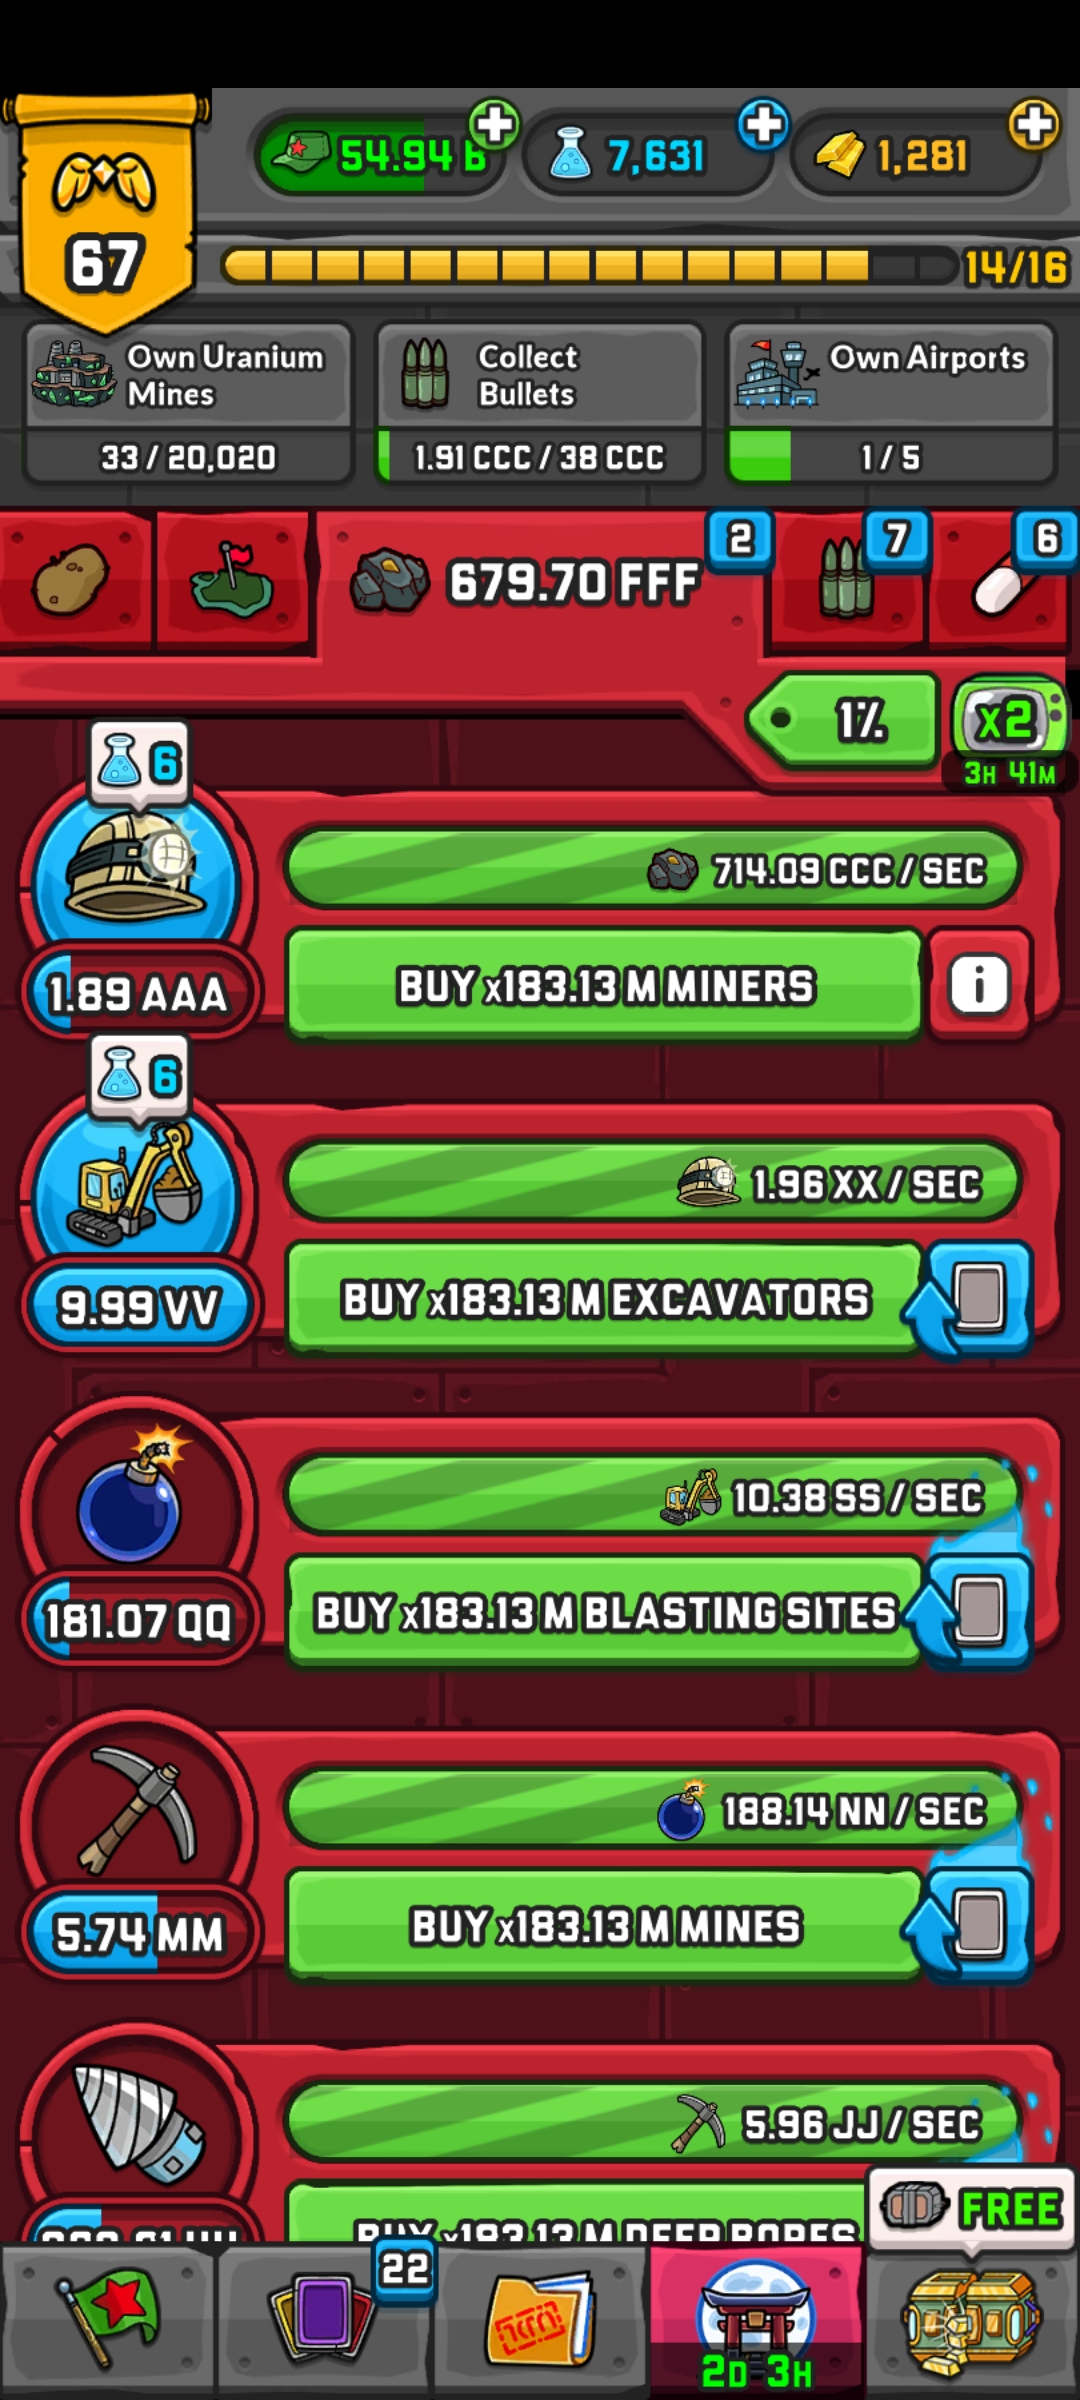 67
54.94 B
7,631
1,281
14/16
Own Uranium
Mines
33 / 20,020
Collect
Bullets
1.91 CCC / 38 CCC
Own Airports
1 / 5
679.70 FFF
2
7
6
1%
x2
3H 41M
6
714.09 CCC / SEC
1.89 AAA
BUY x183.13 M MINERS
i
6
1.96 XX / SEC
9.99 VV
BUY x183.13 M EXCAVATORS
10.38 SS / SEC
181.07 QQ
BUY x183.13 M BLASTING SITES
188.14 NN / SEC
5.74 MM
BUY x183.13 M MINES
5.96 JJ / SEC
BUY x183.13 M DEEP BORES
FREE
22
2D 3H